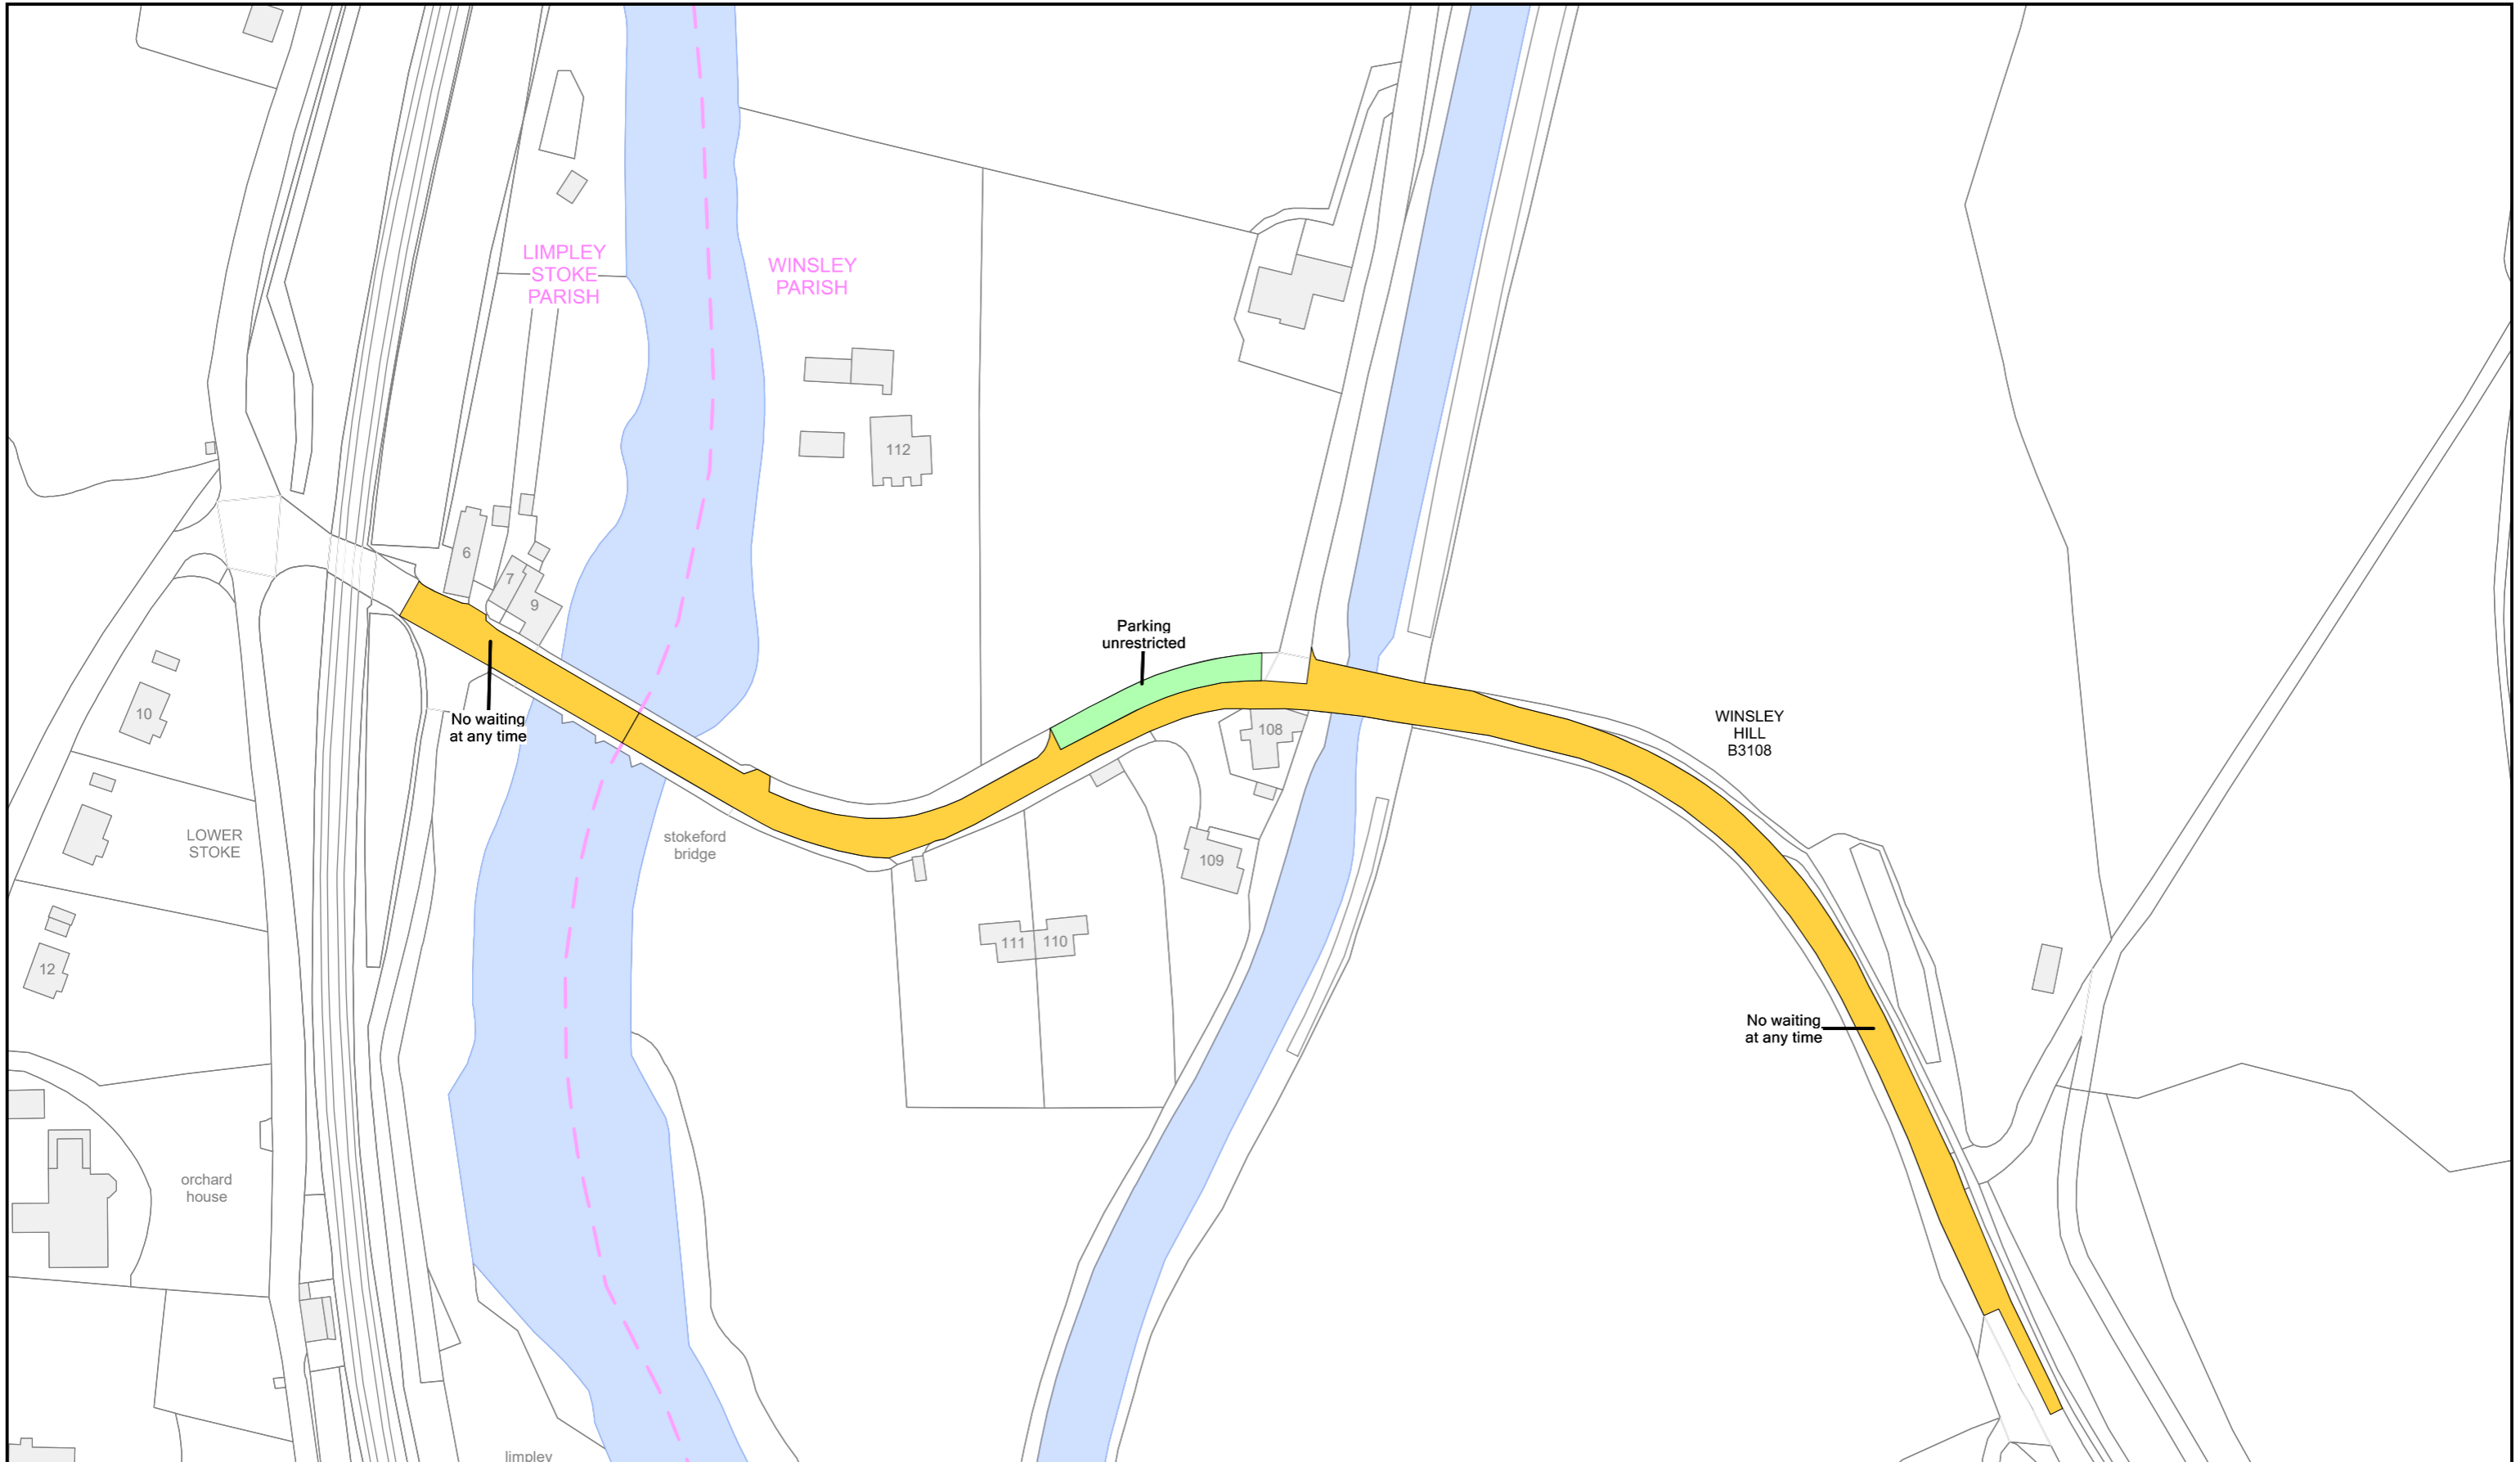 LIMPLEY
STOKE
PARISH
WINSLEY
PARISH
112
6
7
9
Parking
unrestricted
10
No waiting
at any time
108
WINSLEY
HILL
B3108
LOWER
STOKE
stokeford
bridge
109
111
110
12
No waiting
at any time
orchard
house
limpley